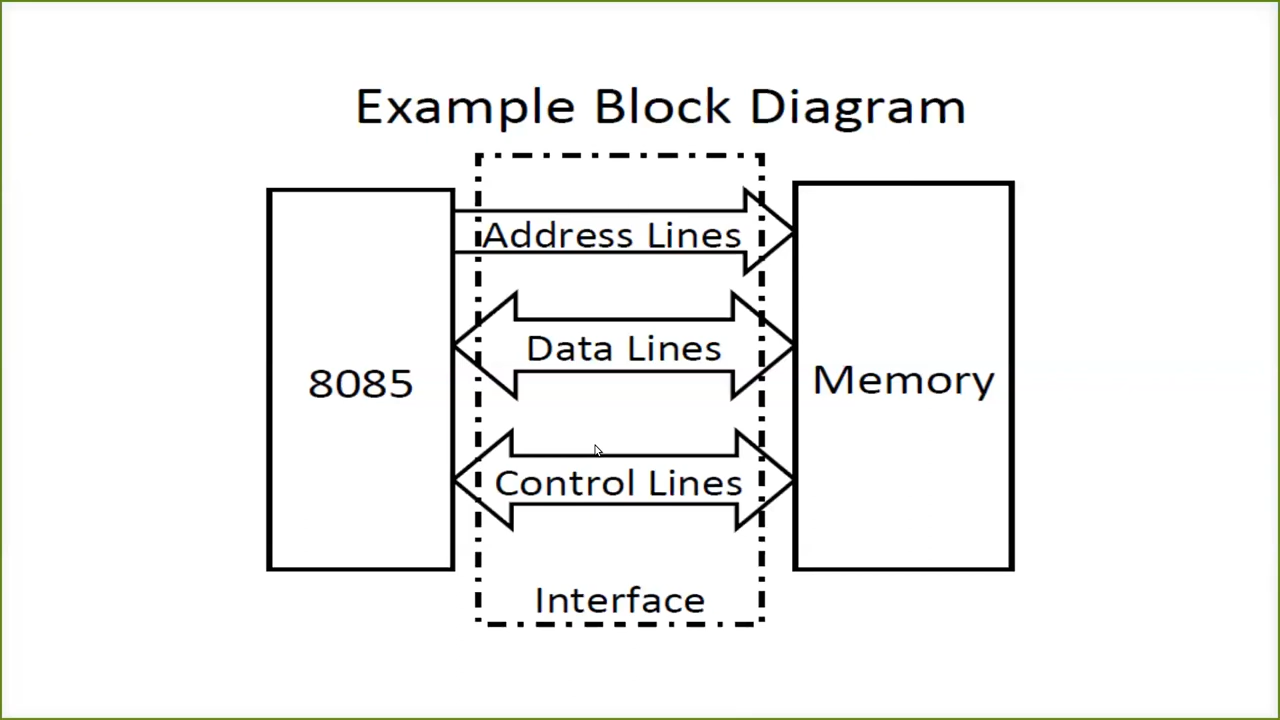 Example Block Diagram
Address Lines
Data Lines
8085
Memory
Control Lines
Interface